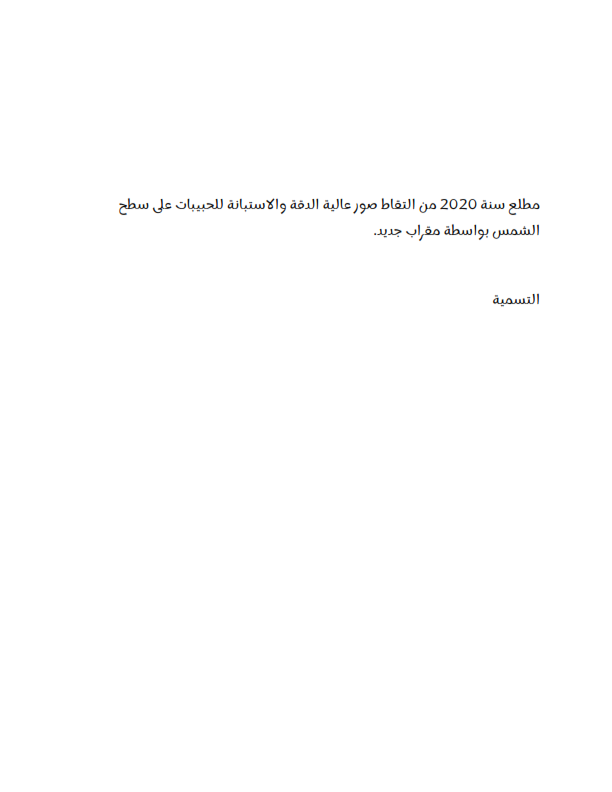 مطلع سنة 2020 من التقاط صور عالية الدقة والاستبانة للحبيبات على سطح
الشمس بواسطة مقراب جديد.
التسمية